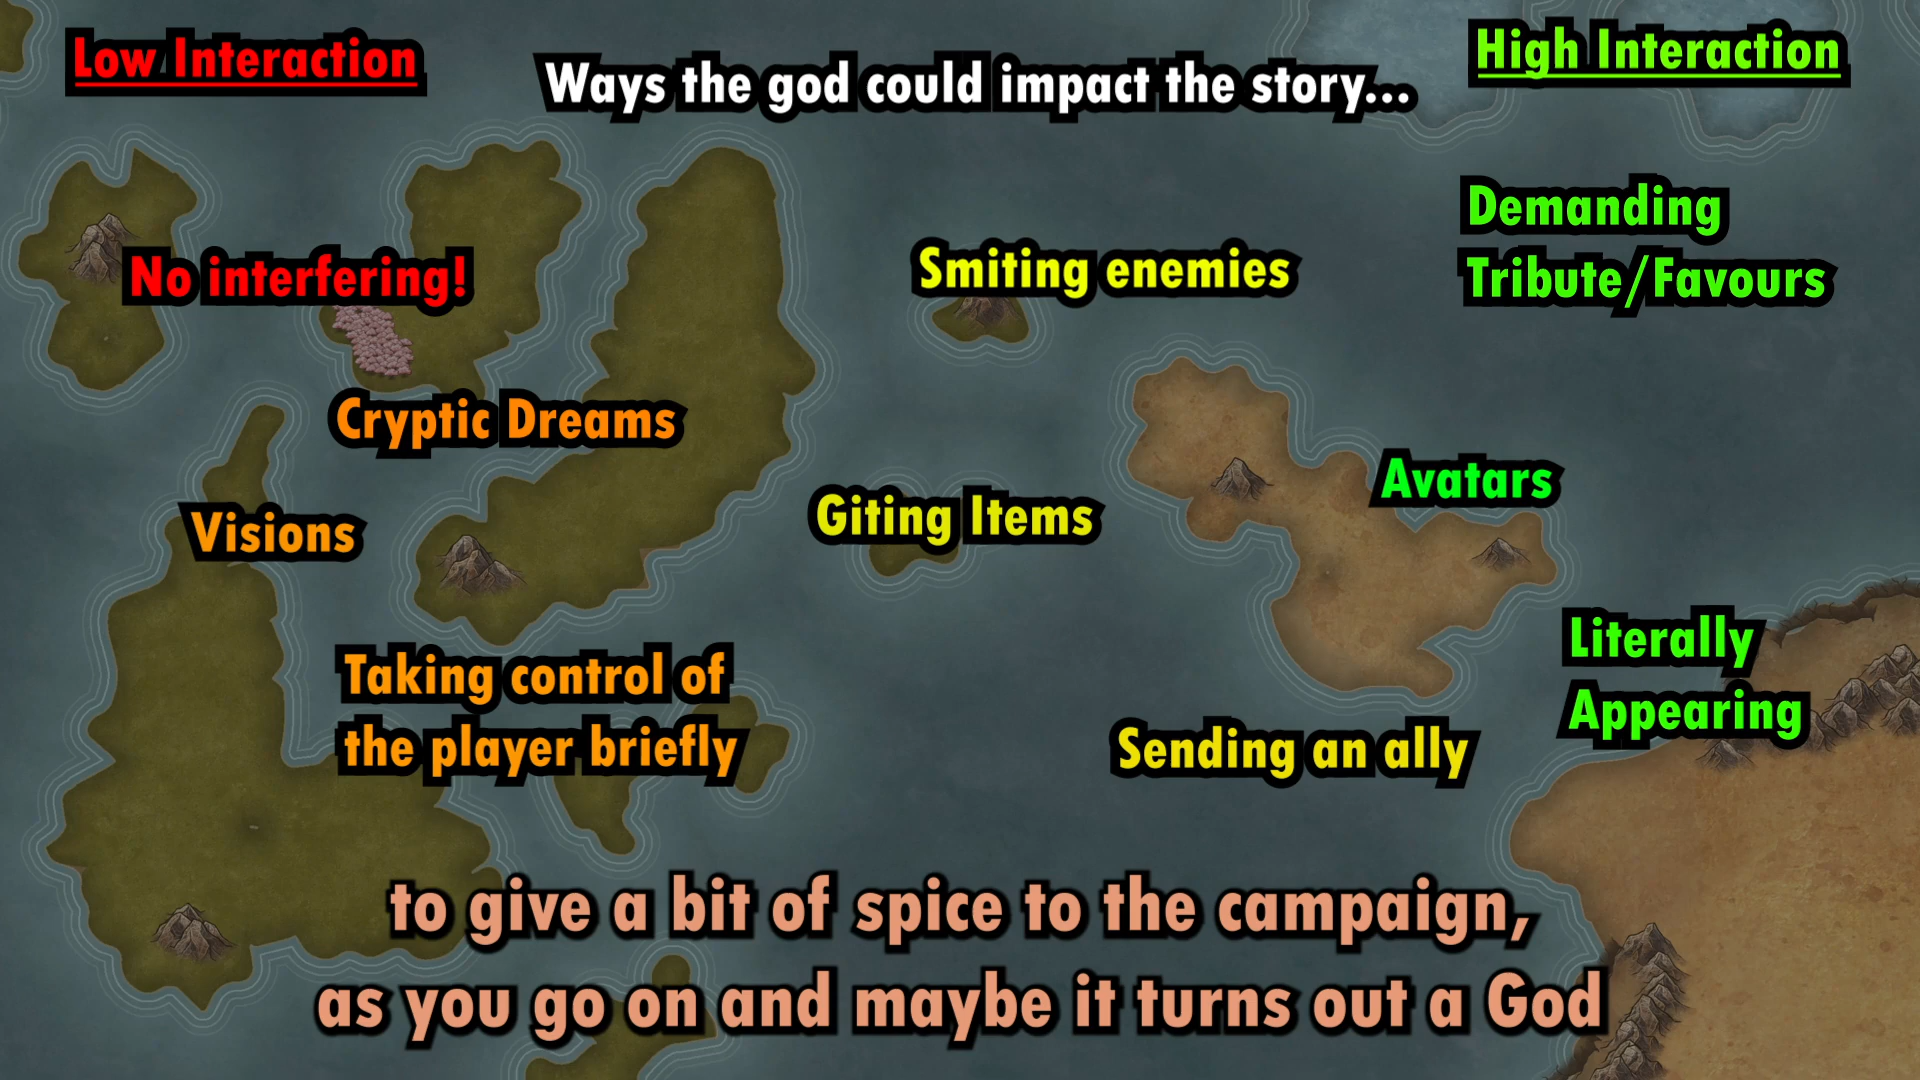 Low Interaction
Ways the god could impact the story...
High Interaction
Demanding
Tribute/Favours
No interfering!
Smiting enemies
Cryptic Dreams
Avatars
Visions
Giting Items
Literally
Appearing
Taking control of
the player briefly
Sending an ally
to give a bit of spice to the campaign,
as you go on and maybe it turns out a God